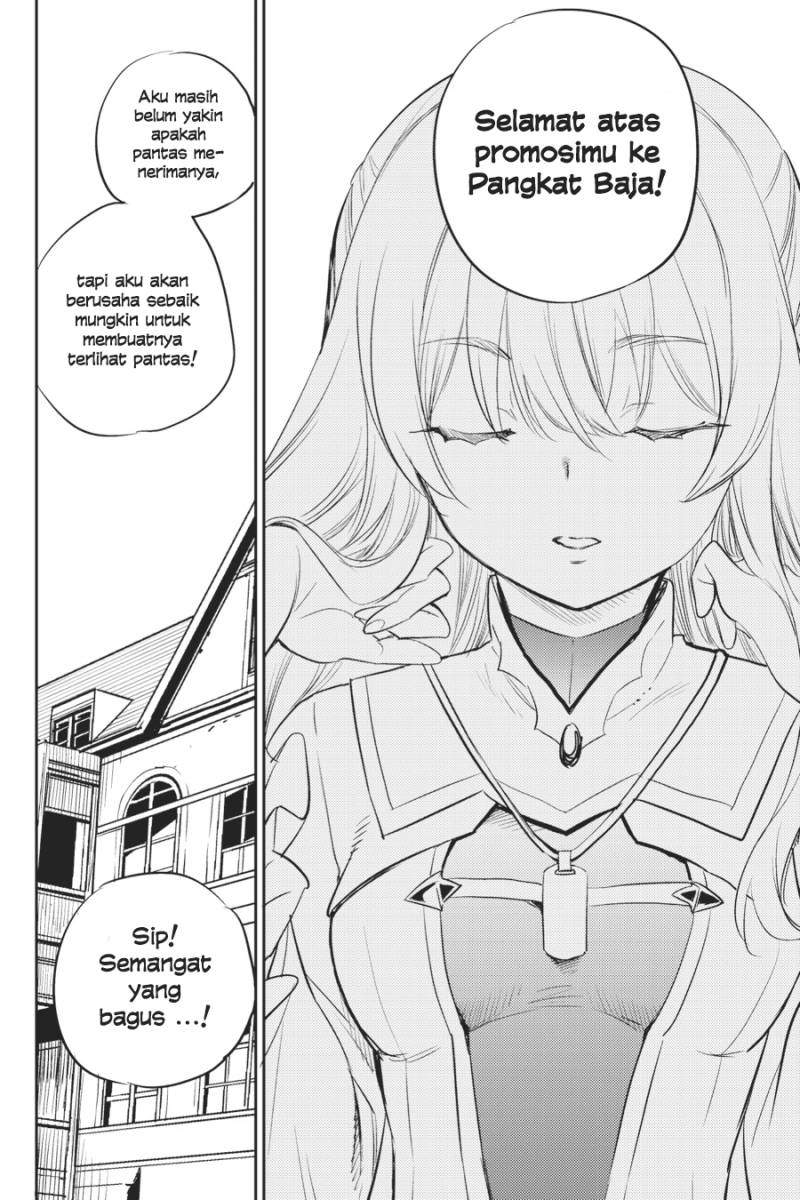 Selamat atas
promosimu ke
Pangkat Baja!
Aku masih
belum yakin
apakah
pantas me-
nerimanya,
tapi aku akan
berusaha sebaik
mungkin untuk
membuatnya
terlihat pantas!
Sip!
Semangat
yang
bagus ...!